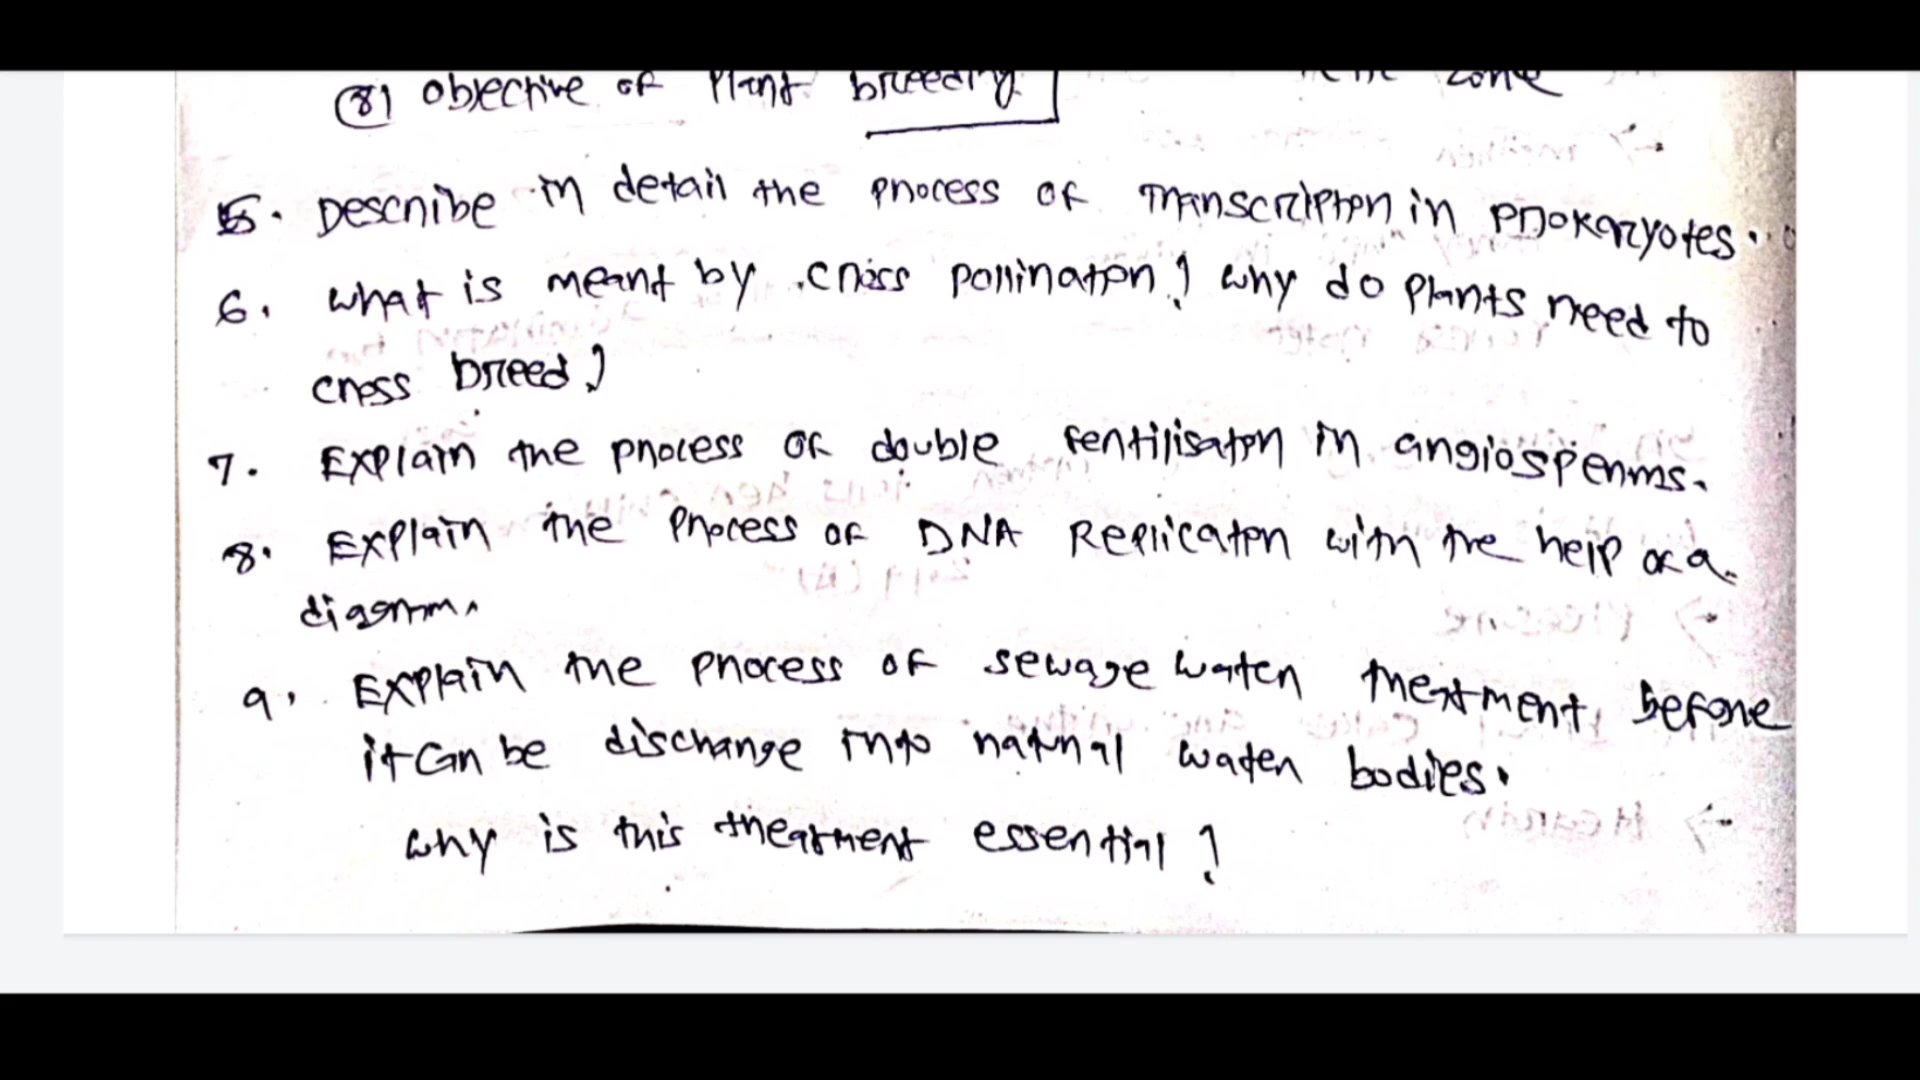 (8) objective of Plant breeding
zone
5. Describe in detail the process of Transcription in Prokaryotes.
6. What is meant by cross pollination? Why do plants need to
cross breed?
7. Explain the process of double fertilisation in angiosperms.
8. Explain the process of DNA Replication with the help of a
diagram.
9. Explain the process of sewage water treatment before
it can be discharge into natural water bodies.
Why is this treatment essential?